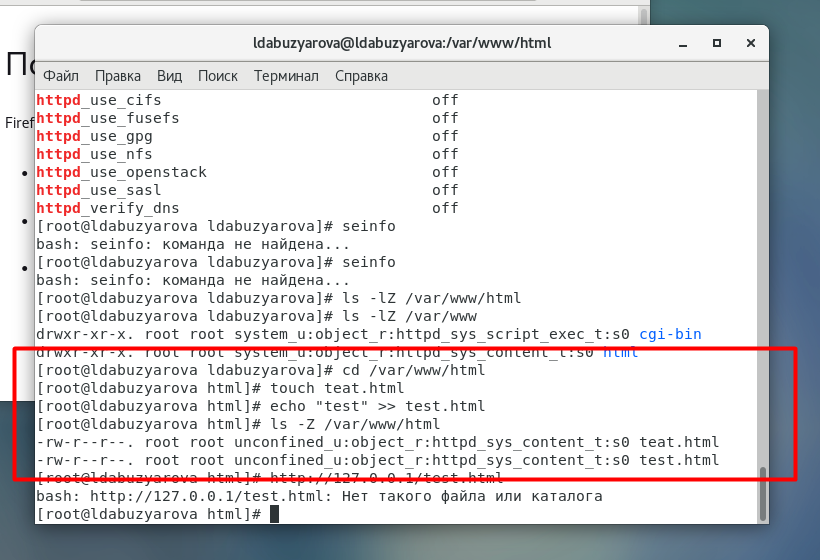 ldabuzyarova@ldabuzyarova:/var/www/html
Файл Правка Вид Поиск Терминал Справка
httpd_use_cifs off
httpd_use_fusefs off
httpd_use_gpg off
httpd_use_nfs off
httpd_use_openstack off
httpd_use_sasl off
httpd_verify_dns off
[root@ldabuzyarova ldabuzyarova]# seinfo
bash: seinfo: команда не найдена...
[root@ldabuzyarova ldabuzyarova]# seinfo
bash: seinfo: команда не найдена...
[root@ldabuzyarova ldabuzyarova]# ls -lZ /var/www/html
[root@ldabuzyarova ldabuzyarova]# ls -lZ /var/www
drwxr-xr-x. root root system_u:object_r:httpd_sys_script_exec_t:s0 cgi-bin
drwxr-xr-x. root root system_u:object_r:httpd_sys_content_t:s0 html
[root@ldabuzyarova ldabuzyarova]# cd /var/www/html
[root@ldabuzyarova html]# touch teat.html
[root@ldabuzyarova html]# echo "test" >> test.html
[root@ldabuzyarova html]# ls -Z /var/www/html
-rw-r--r--. root root unconfined_u:object_r:httpd_sys_content_t:s0 teat.html
-rw-r--r--. root root unconfined_u:object_r:httpd_sys_content_t:s0 test.html
[root@ldabuzyarova html]# http://127.0.0.1/test.html
bash: http://127.0.0.1/test.html: Нет такого файла или каталога
[root@ldabuzyarova html]#